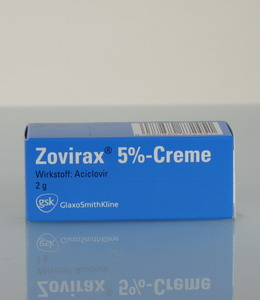 Zovirax® 5%-Creme
Wirkstoff: Aciclovir
2 g
gsk GlaxoSmithKline